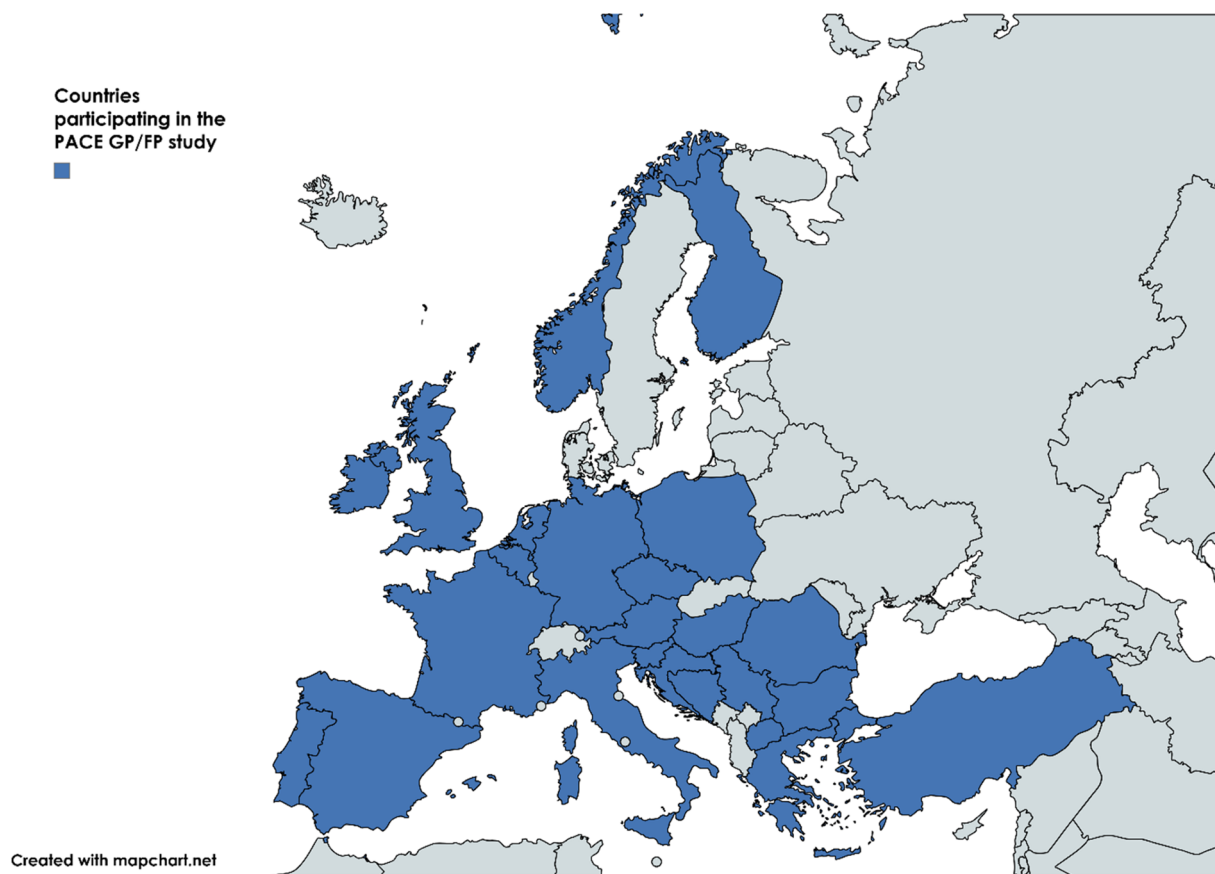 Countries
participating in the
PACE GP/FP study
Created with mapchart.net